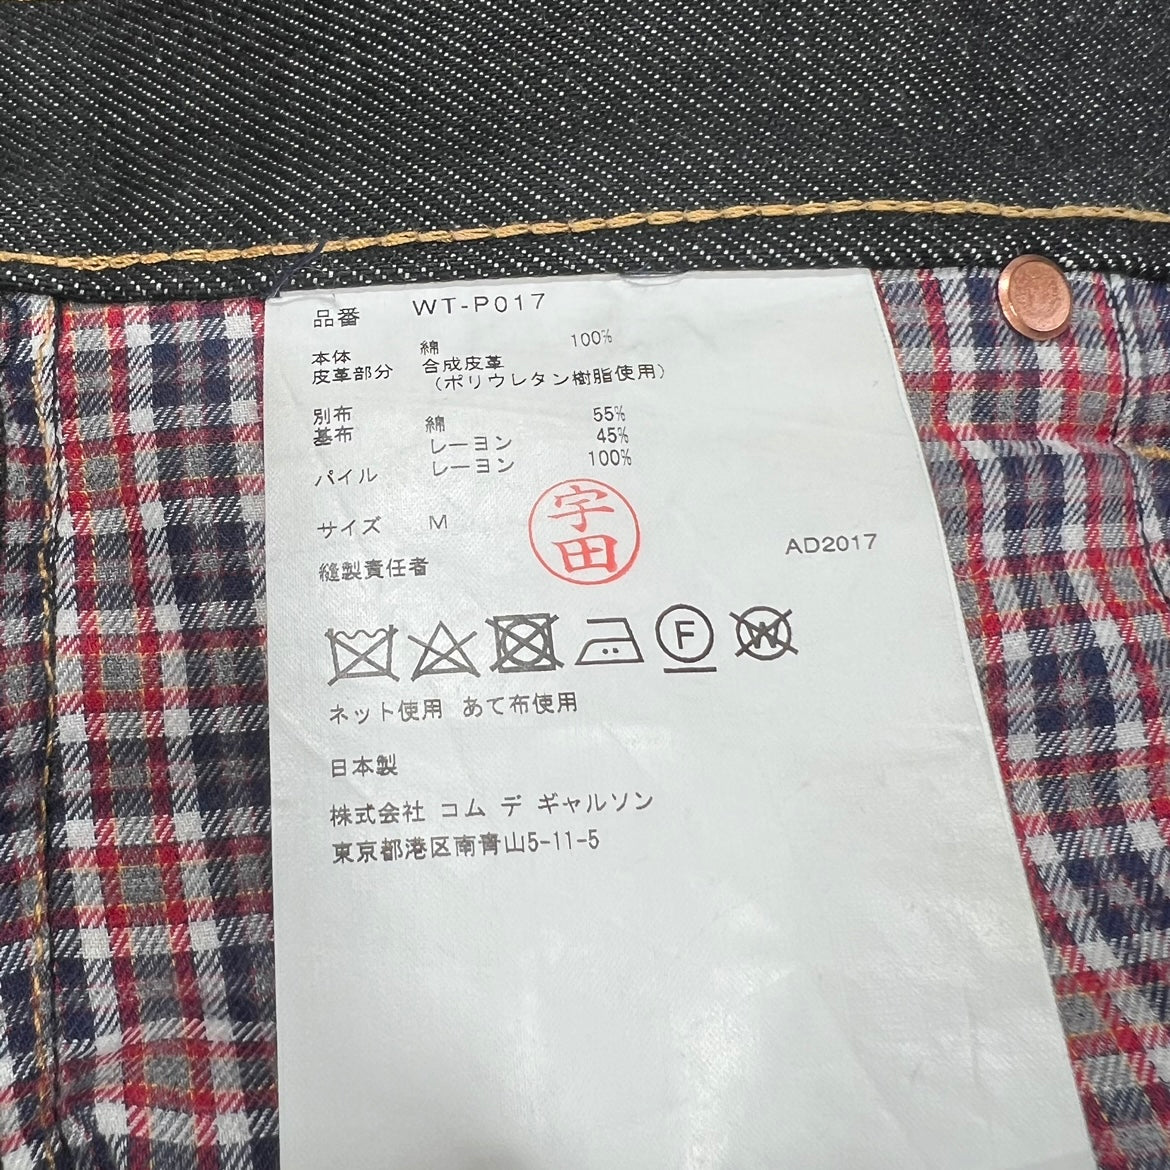 品番 WT-P017
本体 綿 100%
皮革部分 合成皮革
(ポリウレタン樹脂使用)
別布
基布 綿 55%
レーヨン 45%
パイル レーヨン 100%
サイズ M
宇田
縫製責任者
AD2017
F W
ネット使用 あて布使用
日本製
株式会社 コム デ ギャルソン
東京都港区南青山5-11-5